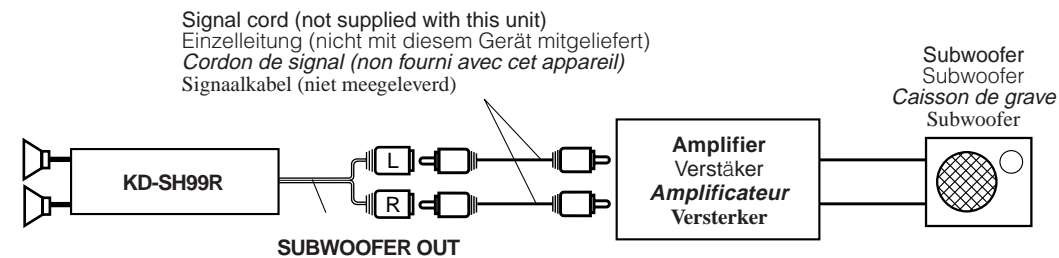 Signal cord (not supplied with this unit)
Einzelleitung (nicht mit diesem Gerät mitgeliefert)
Cordon de signal (non fourni avec cet appareil)
Signaalkabel (niet meegeleverd)
Subwoofer
Subwoofer
Caisson de grave
Subwoofer
KD-SH99R
L
R
SUBWOOFER OUT
Amplifier
Verstäker
Amplificateur
Versterker